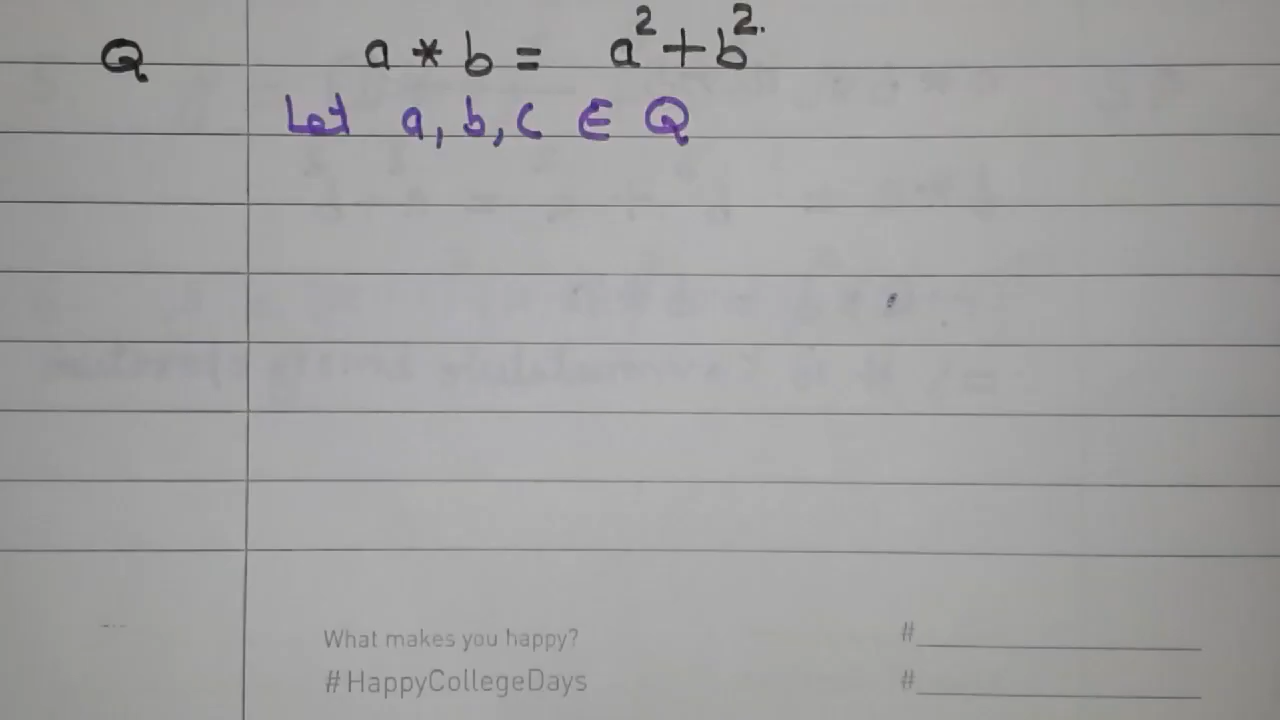 Q a * b = a² + b².
Let a, b, c ∈ Q
What makes you happy? #
#HappyCollegeDays #